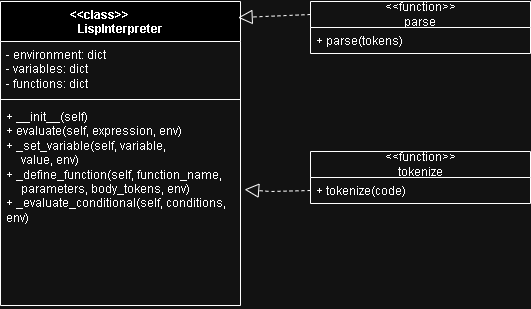 <<class>>
LispInterpreter
- environment: dict
- variables: dict
- functions: dict
+ __init__(self)
+ evaluate(self, expression, env)
+ _set_variable(self, variable,
value, env)
+ _define_function(self, function_name,
parameters, body_tokens, env)
+ _evaluate_conditional(self, conditions,
env)
<<function>>
parse
+ parse(tokens)
<<function>>
tokenize
+ tokenize(code)